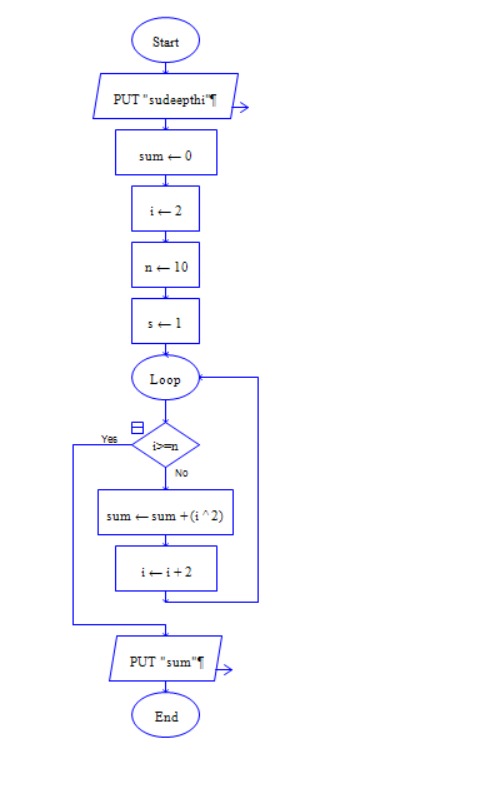 Start
PUT "sudeepthi"¶
sum ← 0
i ← 2
n ← 10
s ← 1
Loop
i>=n
Yes
No
sum ← sum +(i ^ 2)
i ← i + 2
PUT "sum"¶
End